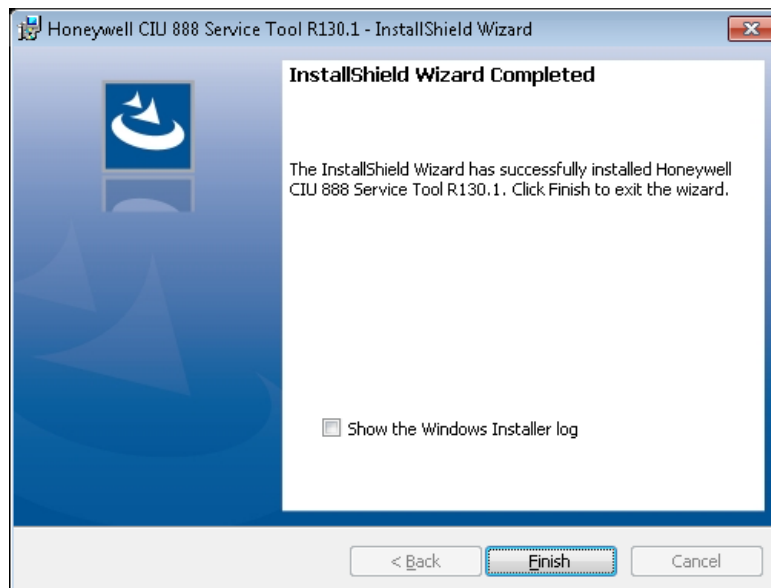 Honeywell CIU 888 Service Tool R130.1 - InstallShield Wizard
InstallShield Wizard Completed
The InstallShield Wizard has successfully installed Honeywell
CIU 888 Service Tool R130.1. Click Finish to exit the wizard.
Show the Windows Installer log
< Back
Finish
Cancel